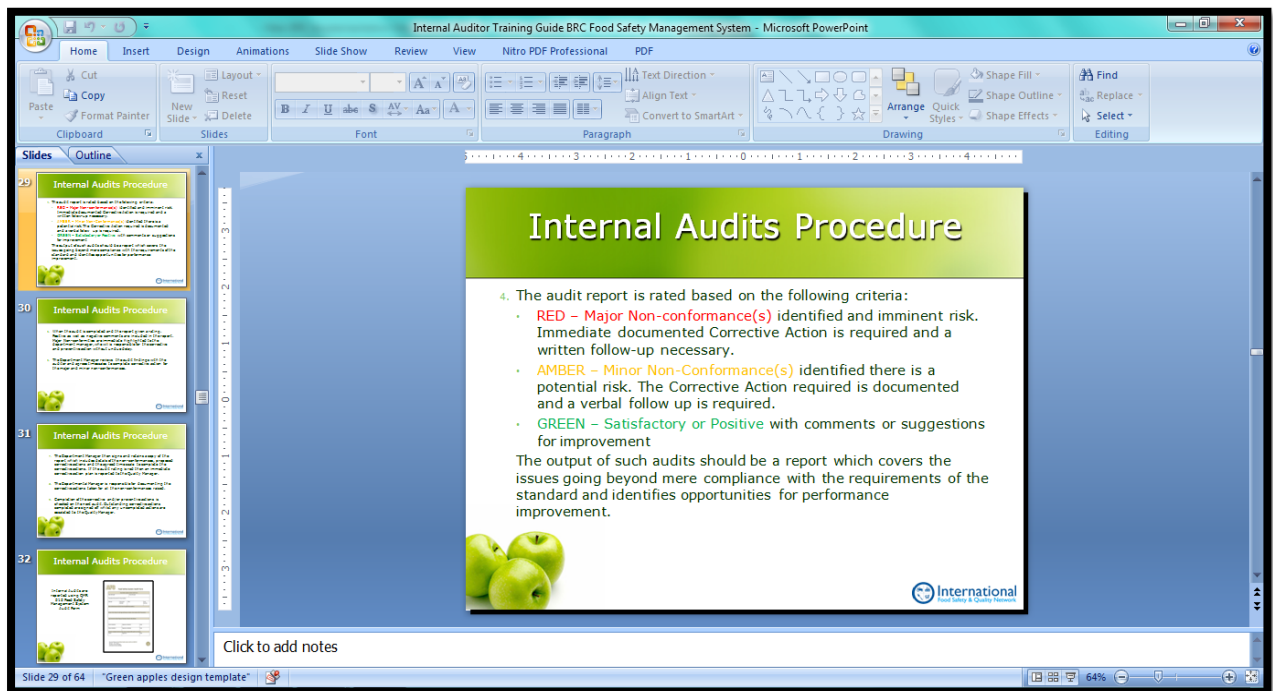 Internal Auditor Training Guide BRC Food Safety Management System - Microsoft PowerPoint
Home Insert Design Animations Slide Show Review View Nitro PDF Professional PDF
Cut
Copy
Format Painter
Paste
Clipboard
New
Slide
Layout
Reset
Delete
Slides
B I U abc S AV Aa A
Font
Text Direction
Align Text
Convert to SmartArt
Paragraph
Arrange
Quick
Styles
Shape Fill
Shape Outline
Shape Effects
Drawing
Find
Replace
Select
Editing
Slides Outline x
29
Internal Audits Procedure
30
Internal Audits Procedure
31
Internal Audits Procedure
32
Internal Audits Procedure
Internal Audits Procedure
4. The audit report is rated based on the following criteria:
• RED – Major Non-conformance(s) identified and imminent risk.
Immediate documented Corrective Action is required and a
written follow-up necessary.
• AMBER – Minor Non-Conformance(s) identified there is a
potential risk. The Corrective Action required is documented
and a verbal follow up is required.
• GREEN – Satisfactory or Positive with comments or suggestions
for improvement
The output of such audits should be a report which covers the
issues going beyond mere compliance with the requirements of the
standard and identifies opportunities for performance
improvement.
International
Food Safety & Quality Network
Click to add notes
Slide 29 of 64 "Green apples design template" 64%